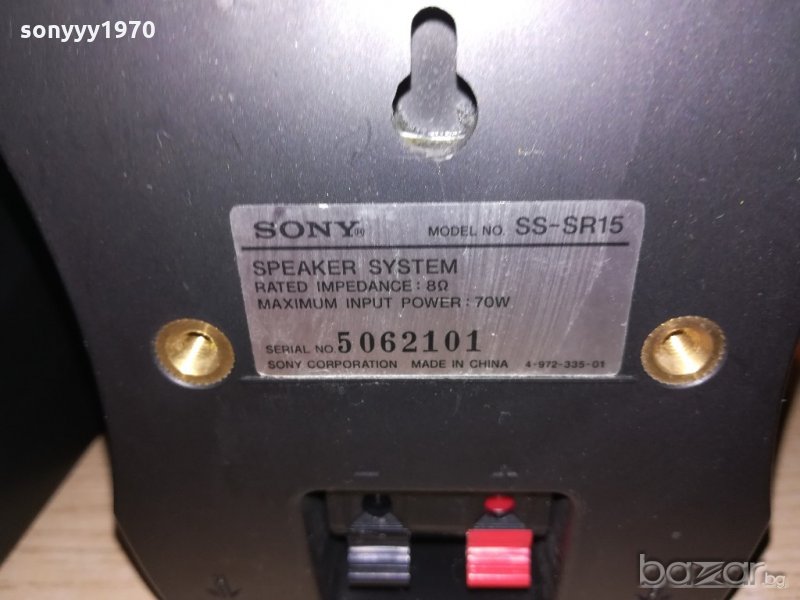 sonyyy1970
SONY® MODEL NO. SS-SR15
SPEAKER SYSTEM
RATED IMPEDANCE : 8Ω
MAXIMUM INPUT POWER : 70W
SERIAL NO. 5062101
SONY CORPORATION MADE IN CHINA 4-972-335-01
− +
bazar.bg